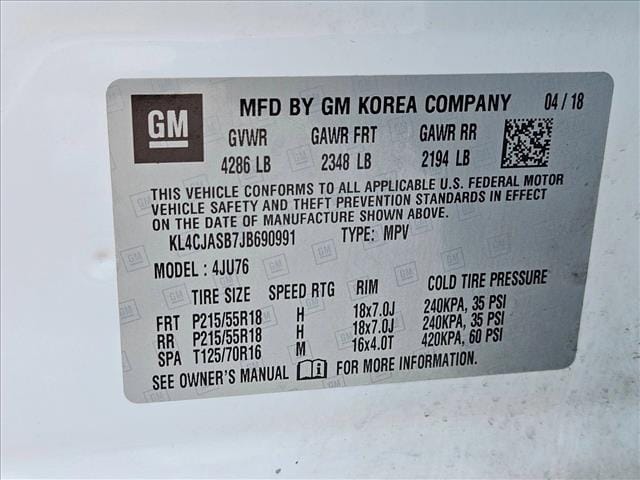 GM
MFD BY GM KOREA COMPANY 04 / 18
GVWR GAWR FRT GAWR RR
4286 LB 2348 LB 2194 LB
THIS VEHICLE CONFORMS TO ALL APPLICABLE U.S. FEDERAL MOTOR
VEHICLE SAFETY AND THEFT PREVENTION STANDARDS IN EFFECT
ON THE DATE OF MANUFACTURE SHOWN ABOVE.
KL4CJASB7JB690991 TYPE: MPV
MODEL : 4JU76
TIRE SIZE SPEED RTG RIM COLD TIRE PRESSURE
FRT P215/55R18 H 18x7.0J 240KPA, 35 PSI
RR P215/55R18 H 18x7.0J 240KPA, 35 PSI
SPA T125/70R16 M 16x4.0T 420KPA, 60 PSI
SEE OWNER'S MANUAL FOR MORE INFORMATION.